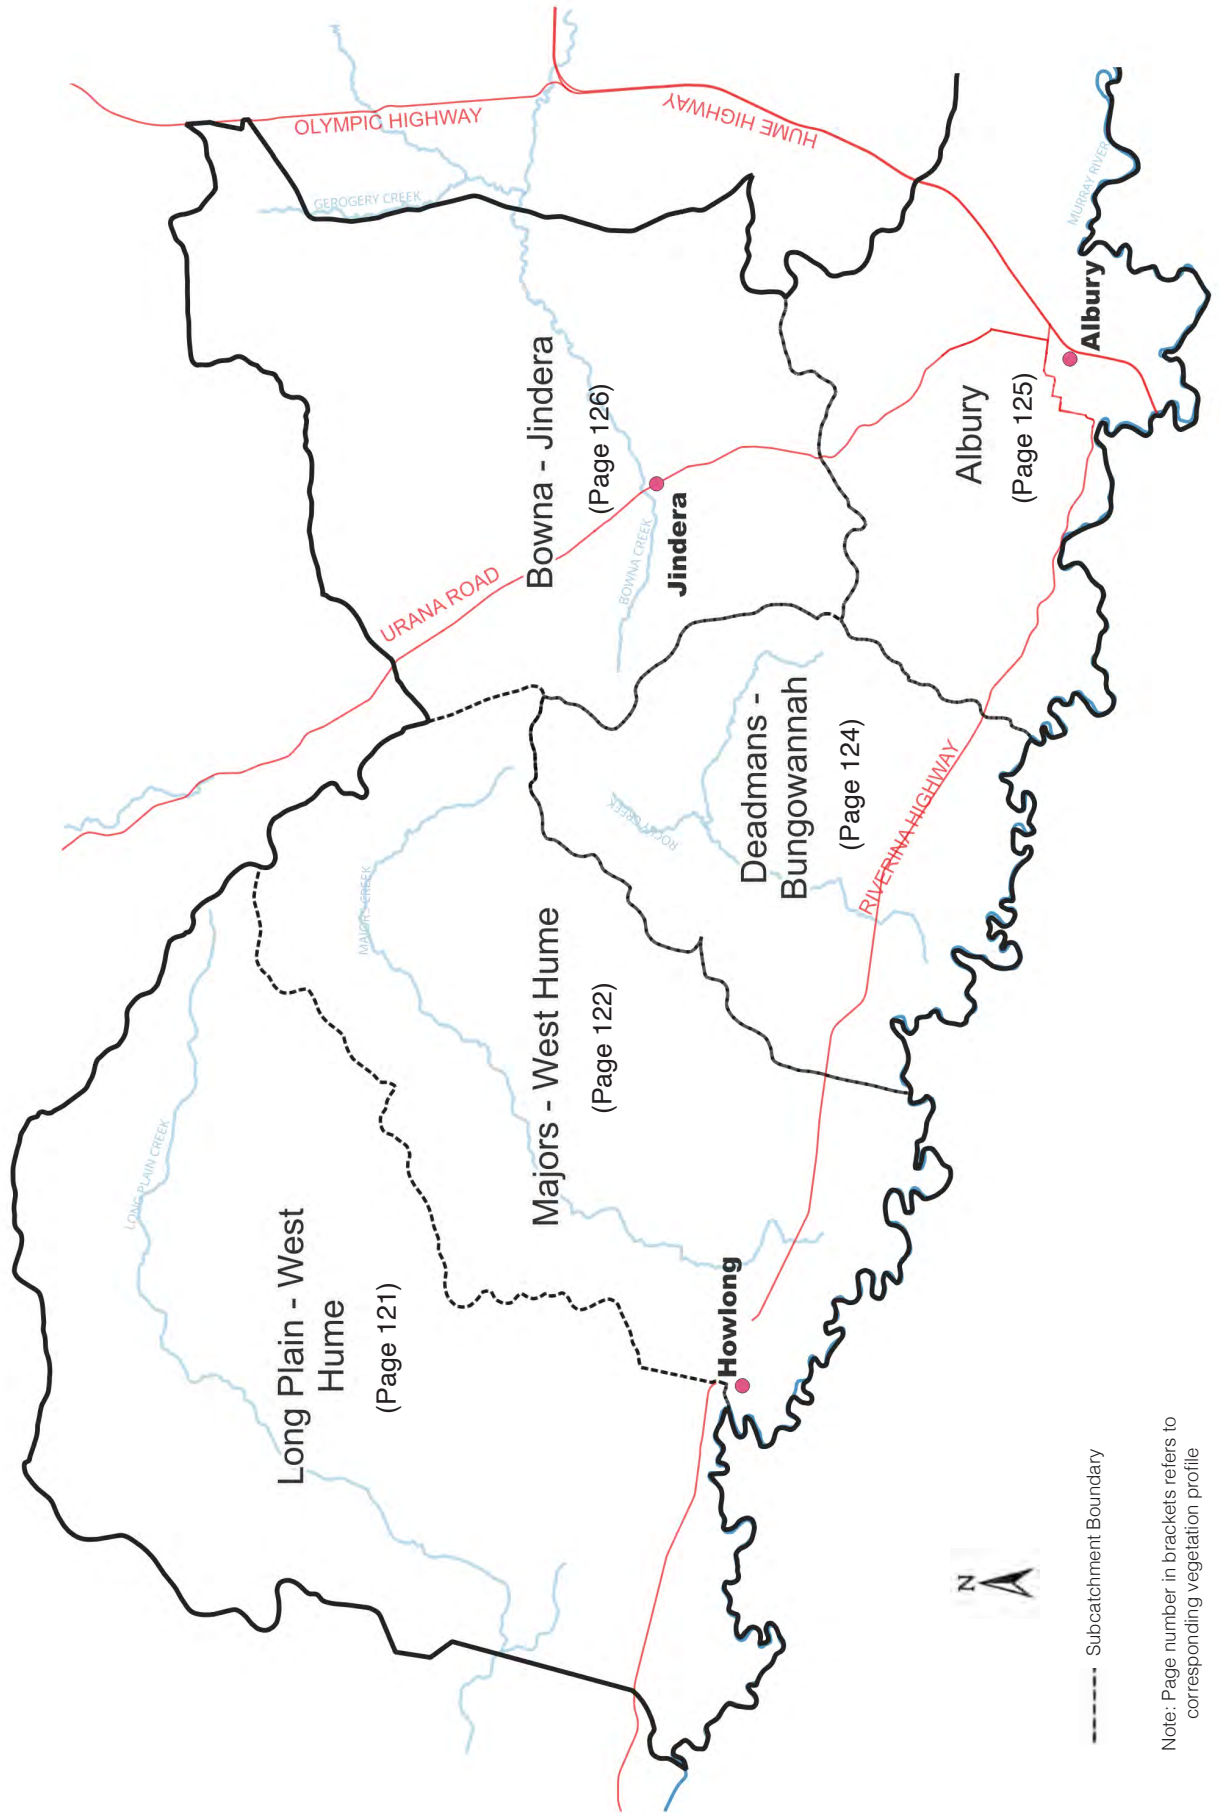 OLYMPIC HIGHWAY
HUME HIGHWAY
GEROGERY CREEK
MURRAY RIVER
Albury
Bowna - Jindera
(Page 126)
Albury
(Page 125)
BOWNA CREEK
Jindera
URANA ROAD
Deadmans -
Bungowannah
(Page 124)
ROCKY CREEK
RIVERINA HIGHWAY
MAJORS CREEK
Majors - West Hume
(Page 122)
LONG PLAIN CREEK
Long Plain - West
Hume
(Page 121)
Howlong
N
Subcatchment Boundary
Note: Page number in brackets refers to
corresponding vegetation profile